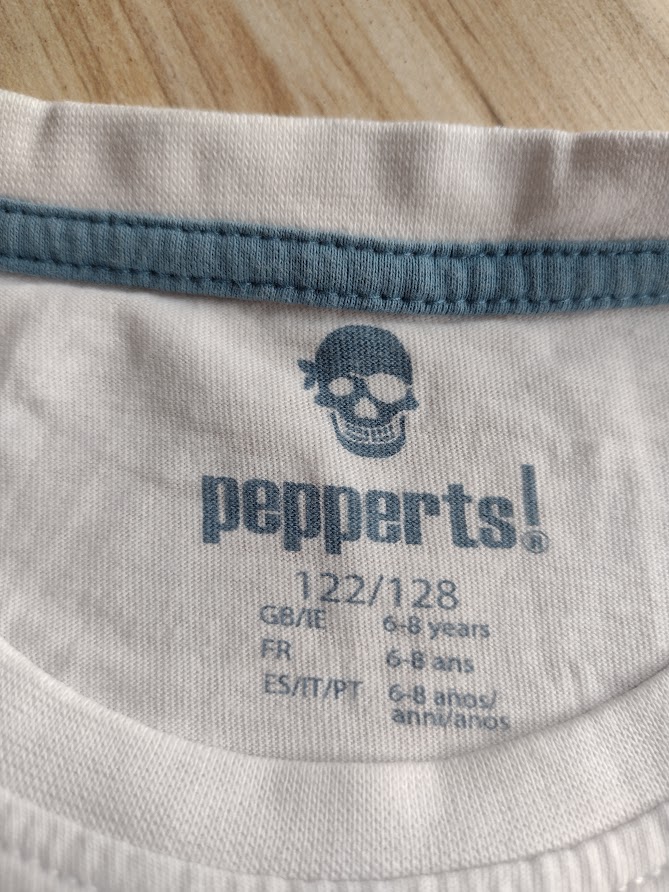 pepperts!®
122/128
GB/IE 6-8 years
FR 6-8 ans
ES/IT/PT 6-8 años/
anni/anos